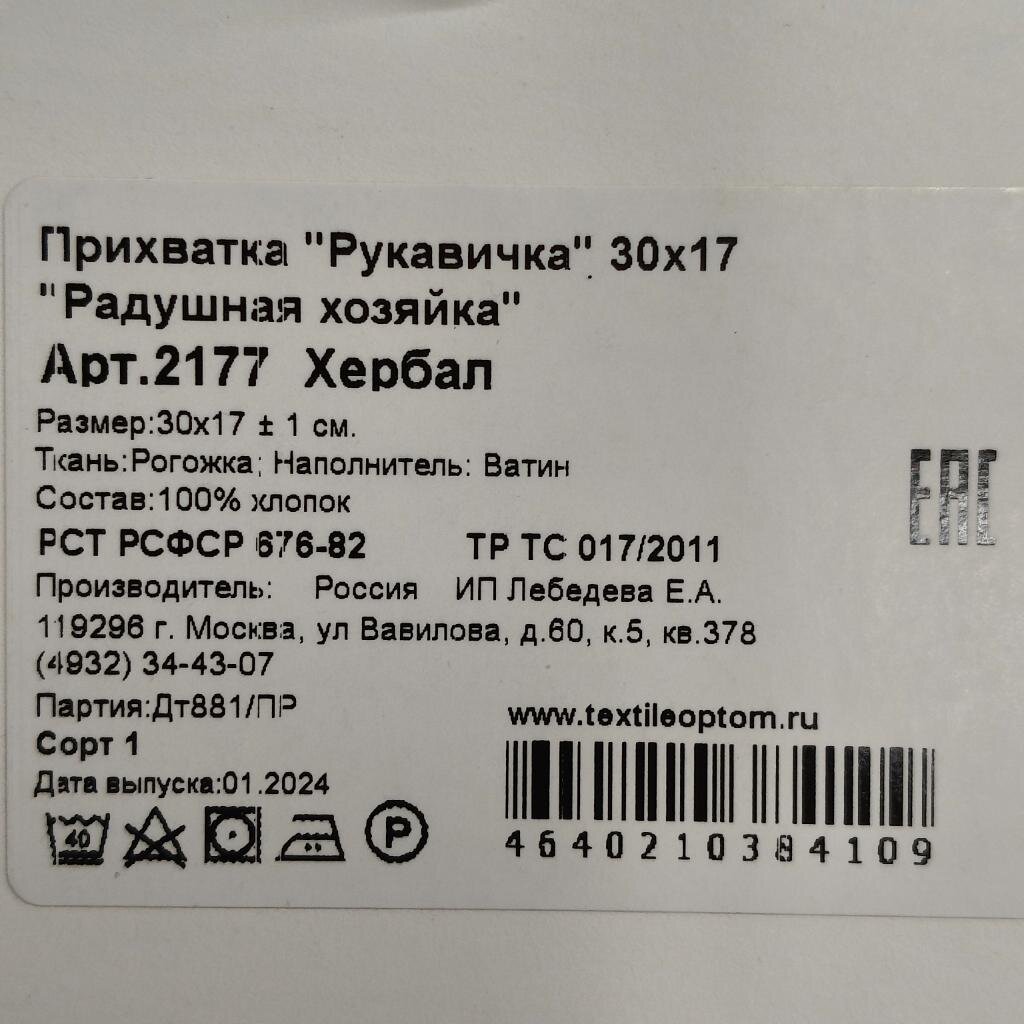 Прихватка "Рукавичка" 30х17
"Радушная хозяйка"
Арт.2177 Хербал
Размер:30х17 ± 1 см.
Ткань:Рогожка; Наполнитель: Ватин
Состав:100% хлопок
РСТ РСФСР 676-82 ТР ТС 017/2011
Производитель: Россия ИП Лебедева Е.А.
119296 г. Москва, ул Вавилова, д.60, к.5, кв.378
(4932) 34-43-07
Партия:Дт881/ПР
Сорт 1
Дата выпуска:01.2024
40
P
www.textileoptom.ru
4640210384109
EAC